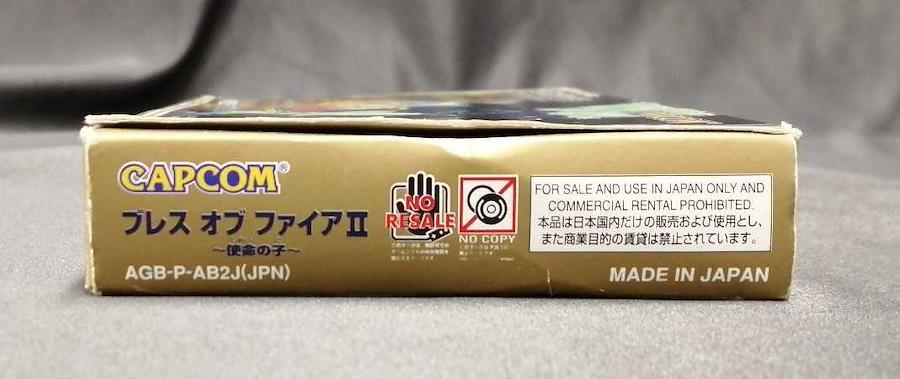 CAPCOM®
ブレス オブ ファイアⅡ
～使命の子～
AGB-P-AB2J(JPN)
NO
RESALE
NO COPY
FOR SALE AND USE IN JAPAN ONLY AND
COMMERCIAL RENTAL PROHIBITED.
本品は日本国内だけの販売および使用とし、
また商業目的の賃貸は禁止されています。
MADE IN JAPAN